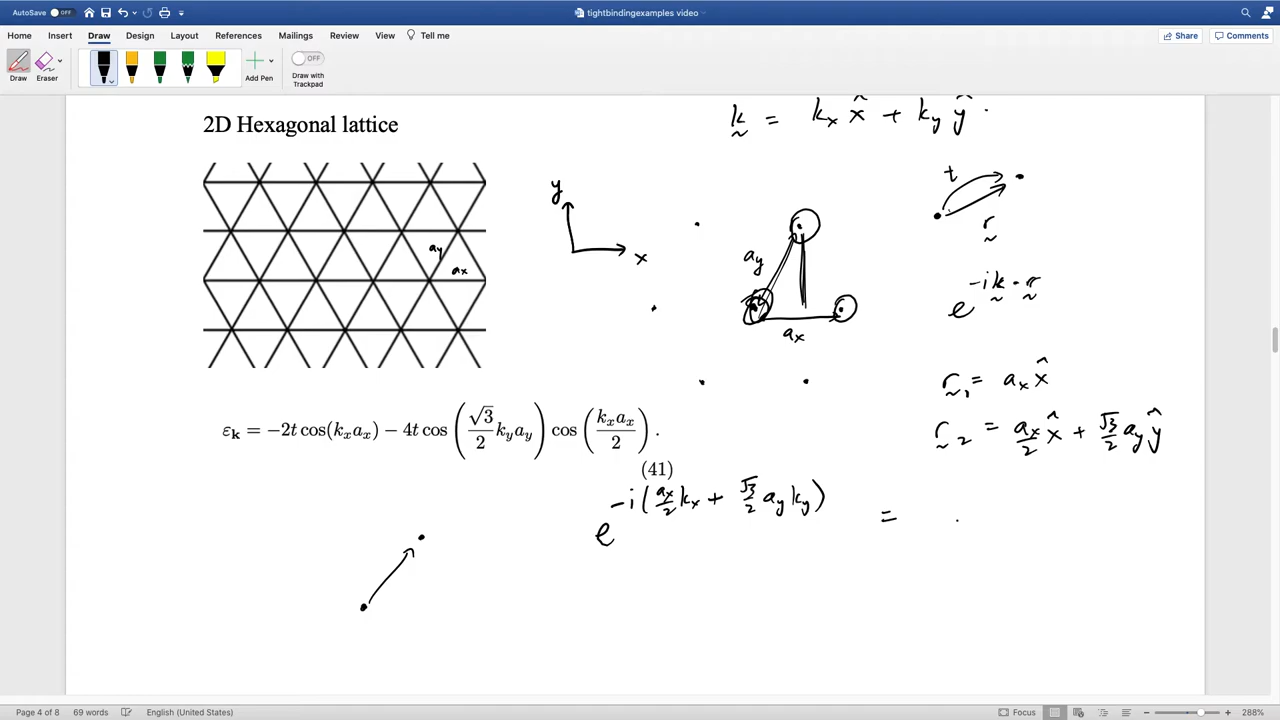 AutoSave OFF tightbindingexamples video
Home Insert Draw Design Layout References Mailings Review View Tell me Share Comments
Draw Eraser Add Pen OFF Draw with Trackpad
k = kx x̂ + ky ŷ .
2D Hexagonal lattice
t
r
y
x
ay
ax
ay
ax
e^{-ik·r}
r1 = ax x̂
r2 = ax/2 x̂ + √3/2 ay ŷ
εk = −2t cos(kxax) − 4t cos(√3/2 kyay) cos(kxax/2).
(41)
e^{-i(ax/2 kx + √3/2 ay ky)} =
Page 4 of 8 69 words English (United States) Focus 288%